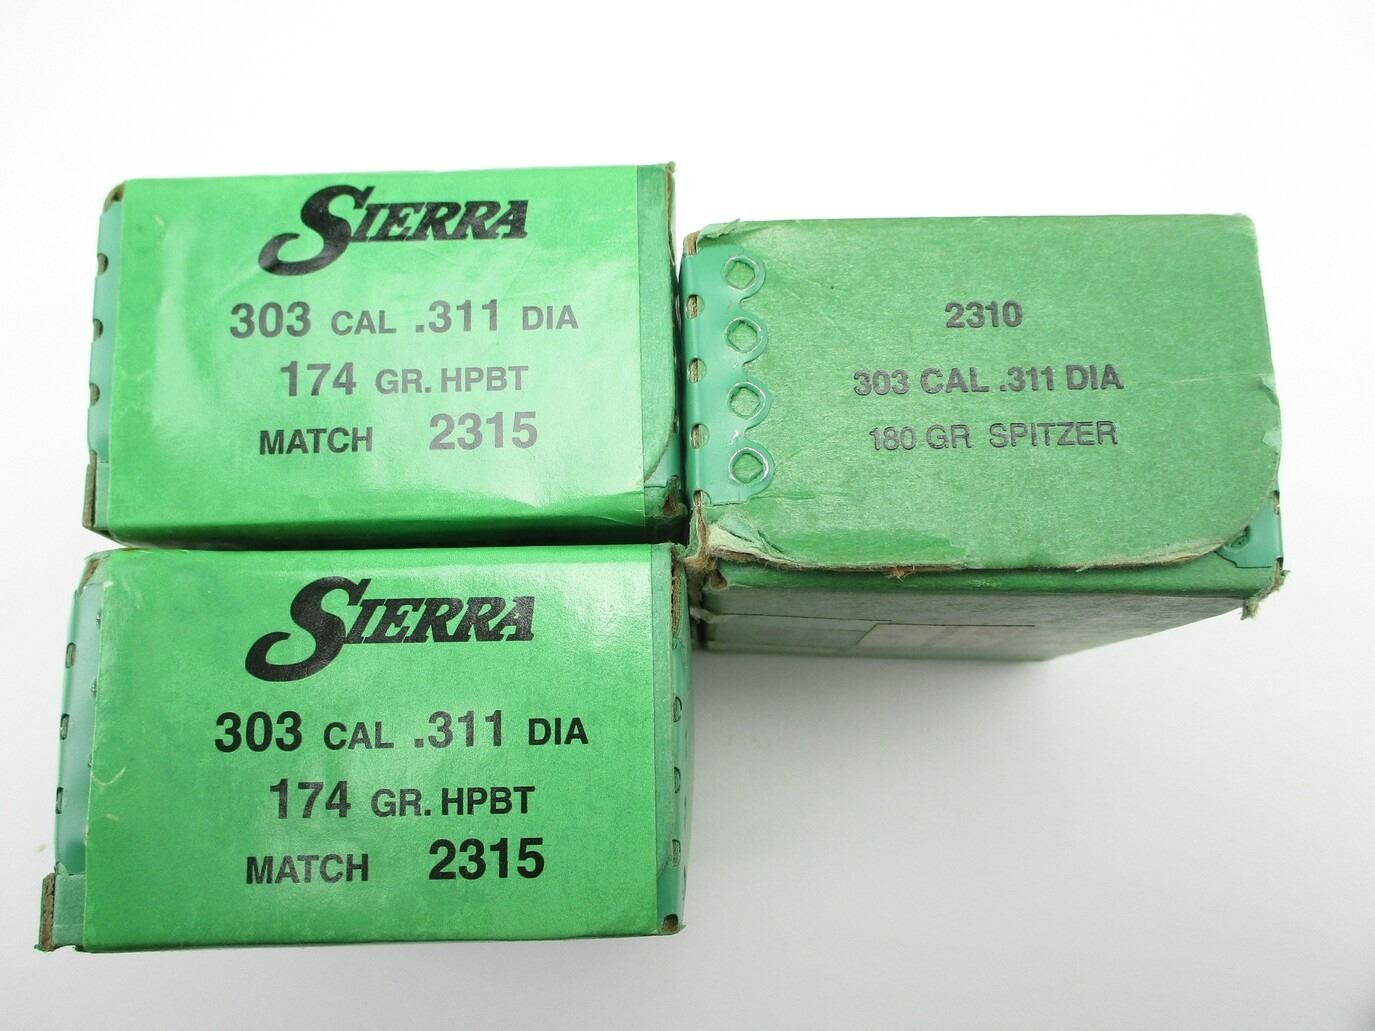 SIERRA
303 CAL .311 DIA
174 GR. HPBT
MATCH 2315
2310
303 CAL .311 DIA
180 GR SPITZER
SIERRA
303 CAL .311 DIA
174 GR. HPBT
MATCH 2315